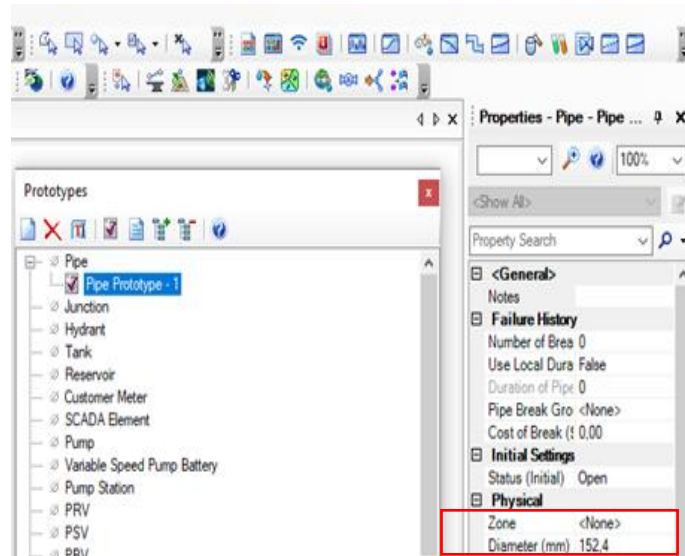 Properties - Pipe - Pipe ...
100%
Prototypes
<Show All>
Property Search
Pipe
Pipe Prototype - 1
Junction
Hydrant
Tank
Reservoir
Customer Meter
SCADA Element
Pump
Variable Speed Pump Battery
Pump Station
PRV
PSV
PBV
<General>
Notes
Failure History
Number of Brea 0
Use Local Dura False
Duration of Pipe 0
Pipe Break Gro <None>
Cost of Break ($ 0,00
Initial Settings
Status (Initial) Open
Physical
Zone <None>
Diameter (mm) 152,4